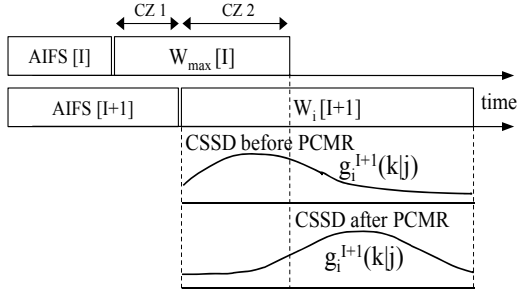 CZ 1 CZ 2
AIFS [I] W_max [I]
AIFS [I+1] W_i [I+1] time
CSSD before PCMR
g_i^{I+1}(k|j)
CSSD after PCMR
g_i^{I+1}(k|j)